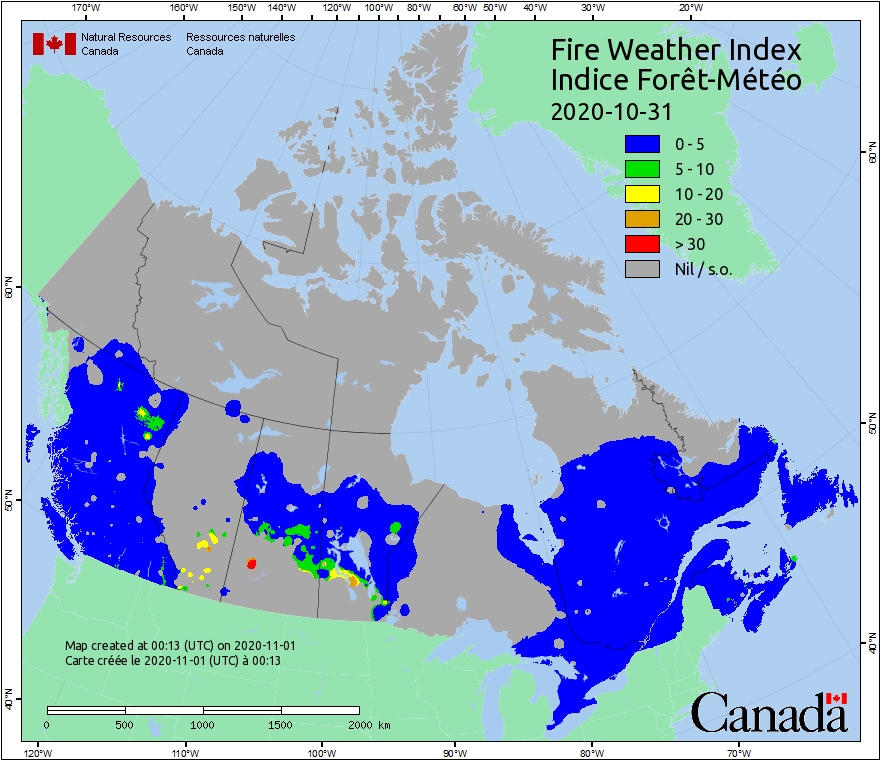 170°W 160°W 150°W 140°W 120°W 100°W 80°W 60°W 50°W 40°W 30°W 20°W
Natural Resources Canada
Ressources naturelles Canada
Fire Weather Index
Indice Forêt-Météo
2020-10-31
0 - 5
5 - 10
10 - 20
20 - 30
> 30
Nil / s.o.
60°N
60°N
50°N
50°N
40°N
40°N
Map created at 00:13 (UTC) on 2020-11-01
Carte créée le 2020-11-01 (UTC) à 00:13
0 500 1000 1500 2000 km
Canada
120°W 110°W 100°W 90°W 80°W 70°W